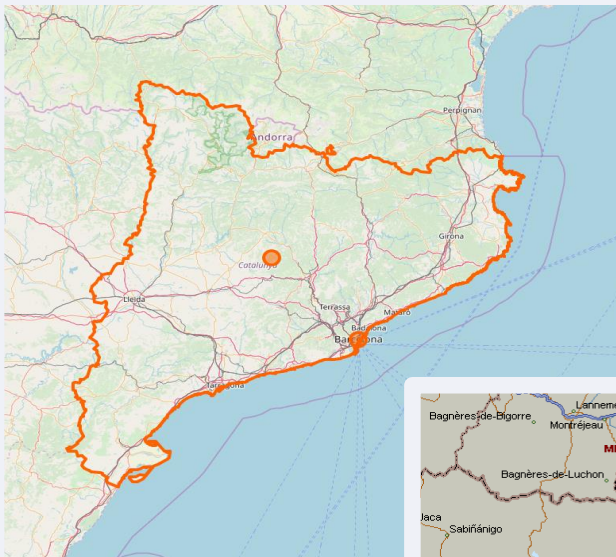 Perpignan
Andorra
Girona
Catalunya
Lleida
Terrassa
Mataró
Badalona
Barcelona
Tarragona
Lanneme
Bagnères-de-Bigorre
Montréjeau
MI
Bagnères-de-Luchon
Jaca
Sabiñánigo